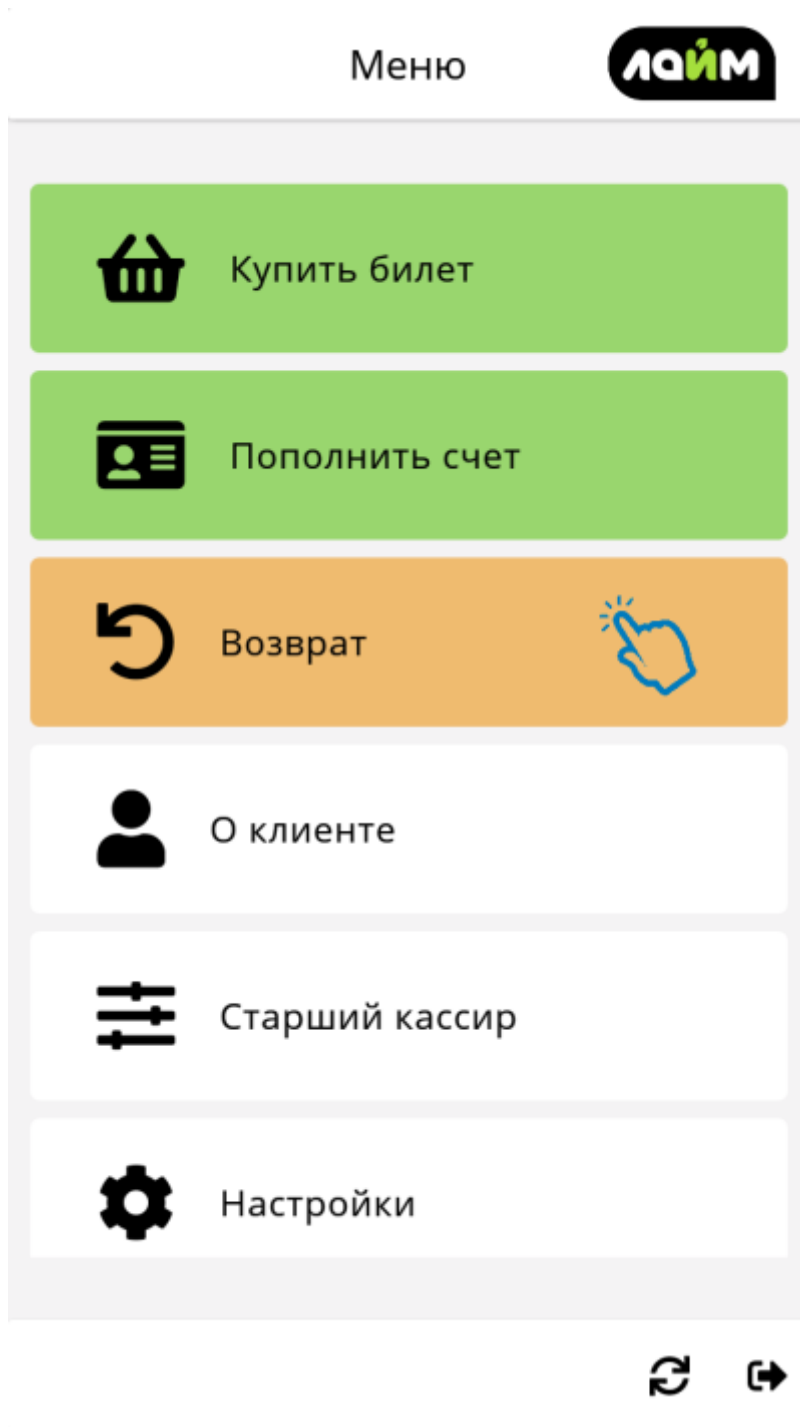 Меню
лайм
Купить билет
Пополнить счет
Возврат
О клиенте
Старший кассир
Настройки